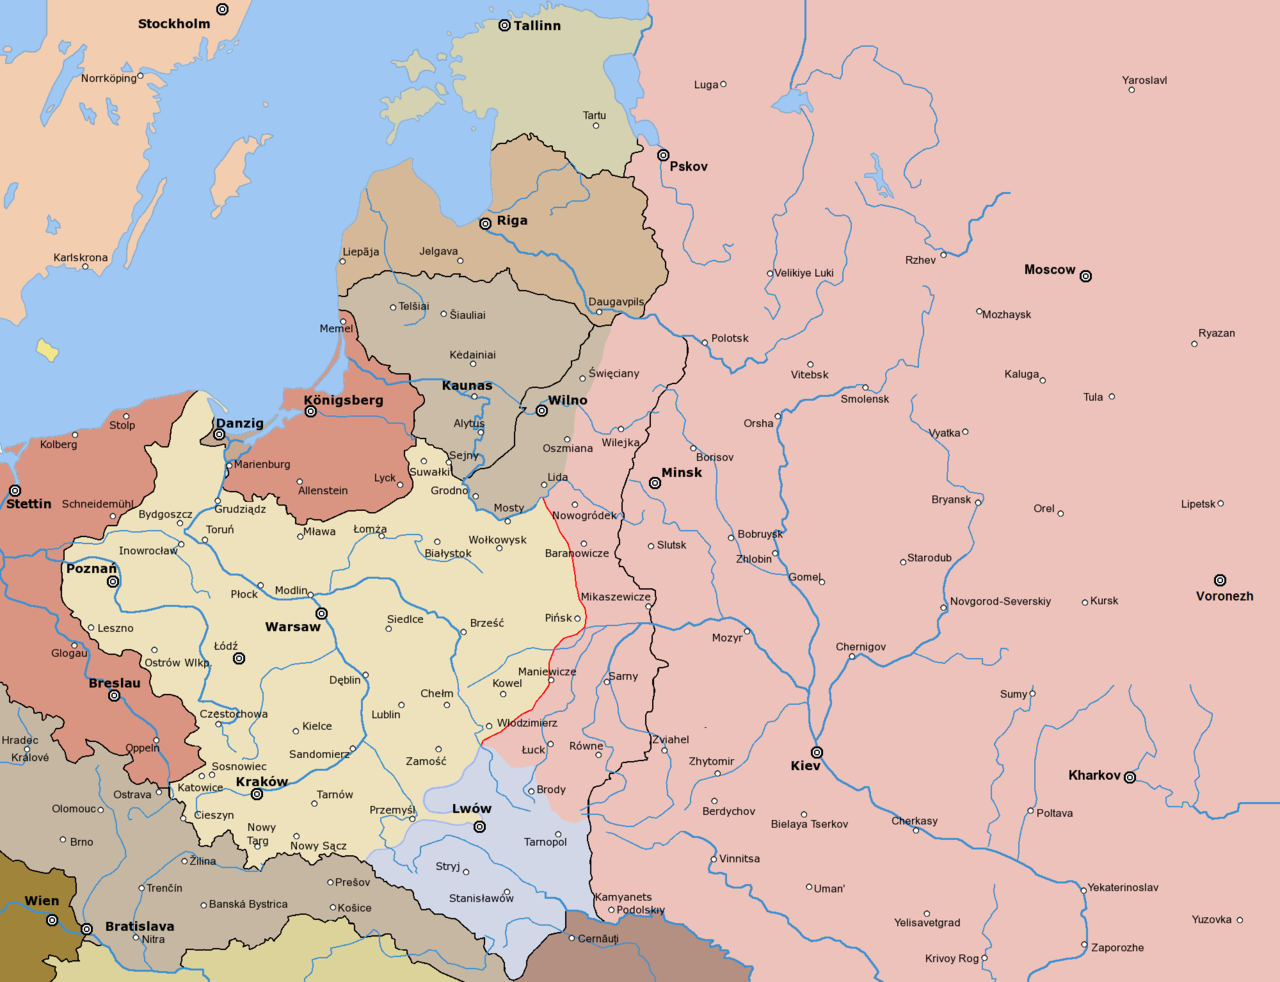 Stockholm
Tallinn
Norrköping
Luga
Yaroslavl
Tartu
Pskov
Riga
Karlskrona
Liepāja
Jelgava
Rzhev
Moscow
Velikiye Luki
Telšiai
Šiauliai
Daugavpils
Mozhaysk
Memel
Polotsk
Ryazan
Kėdainiai
Święciany
Vitebsk
Kaluga
Kaunas
Smolensk
Tula
Königsberg
Wilno
Stolp
Danzig
Alytus
Orsha
Vyatka
Kolberg
Oszmiana
Wilejka
Sejny
Borisov
Marienburg
Suwałki
Minsk
Lyck
Lida
Stettin
Allenstein
Grodno
Bryansk
Schneidemühl
Grudziądz
Mosty
Nowogródek
Orel
Lipetsk
Bydgoszcz
Toruń
Mława
Łomża
Wołkowysk
Bobruysk
Inowrocław
Białystok
Baranowicze
Slutsk
Zhlobin
Starodub
Poznań
Gomel
Płock
Modlin
Mikaszewicze
Voronezh
Novgorod-Severskiy
Kursk
Warsaw
Siedlce
Brześć
Pińsk
Leszno
Mozyr
Łódź
Glogau
Ostrów Wlkp.
Chernigov
Breslau
Dęblin
Maniewicze
Sarny
Kowel
Chełm
Sumy
Częstochowa
Lublin
Włodzimierz
Kielce
Hradec
Králové
Oppeln
Sandomierz
Łuck
Równe
Zviahel
Zamość
Zhytomir
Kiev
Sosnowiec
Katowice
Kraków
Kharkov
Ostrava
Tarnów
Brody
Olomouc
Cieszyn
Przemyśl
Lwów
Berdychov
Bielaya Tserkov
Cherkasy
Poltava
Brno
Nowy
Targ
Nowy Sącz
Tarnopol
Žilina
Stryj
Vinnitsa
Trenčín
Prešov
Uman'
Yekaterinoslav
Wien
Banská Bystrica
Košice
Stanisławów
Kamyanets
Podolskiy
Bratislava
Nitra
Yelisavetgrad
Yuzovka
Cernăuți
Krivoy Rog
Zaporozhe